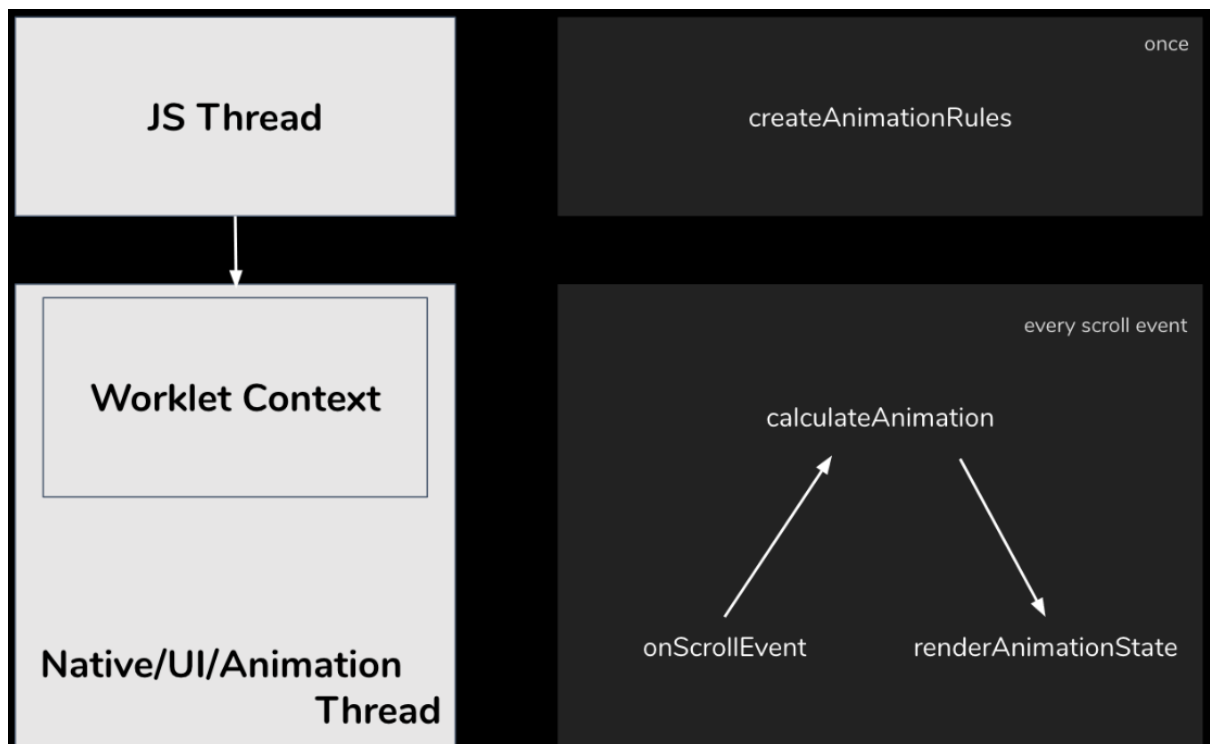 JS Thread
once
createAnimationRules
Worklet Context
every scroll event
calculateAnimation
onScrollEvent
renderAnimationState
Native/UI/Animation
Thread